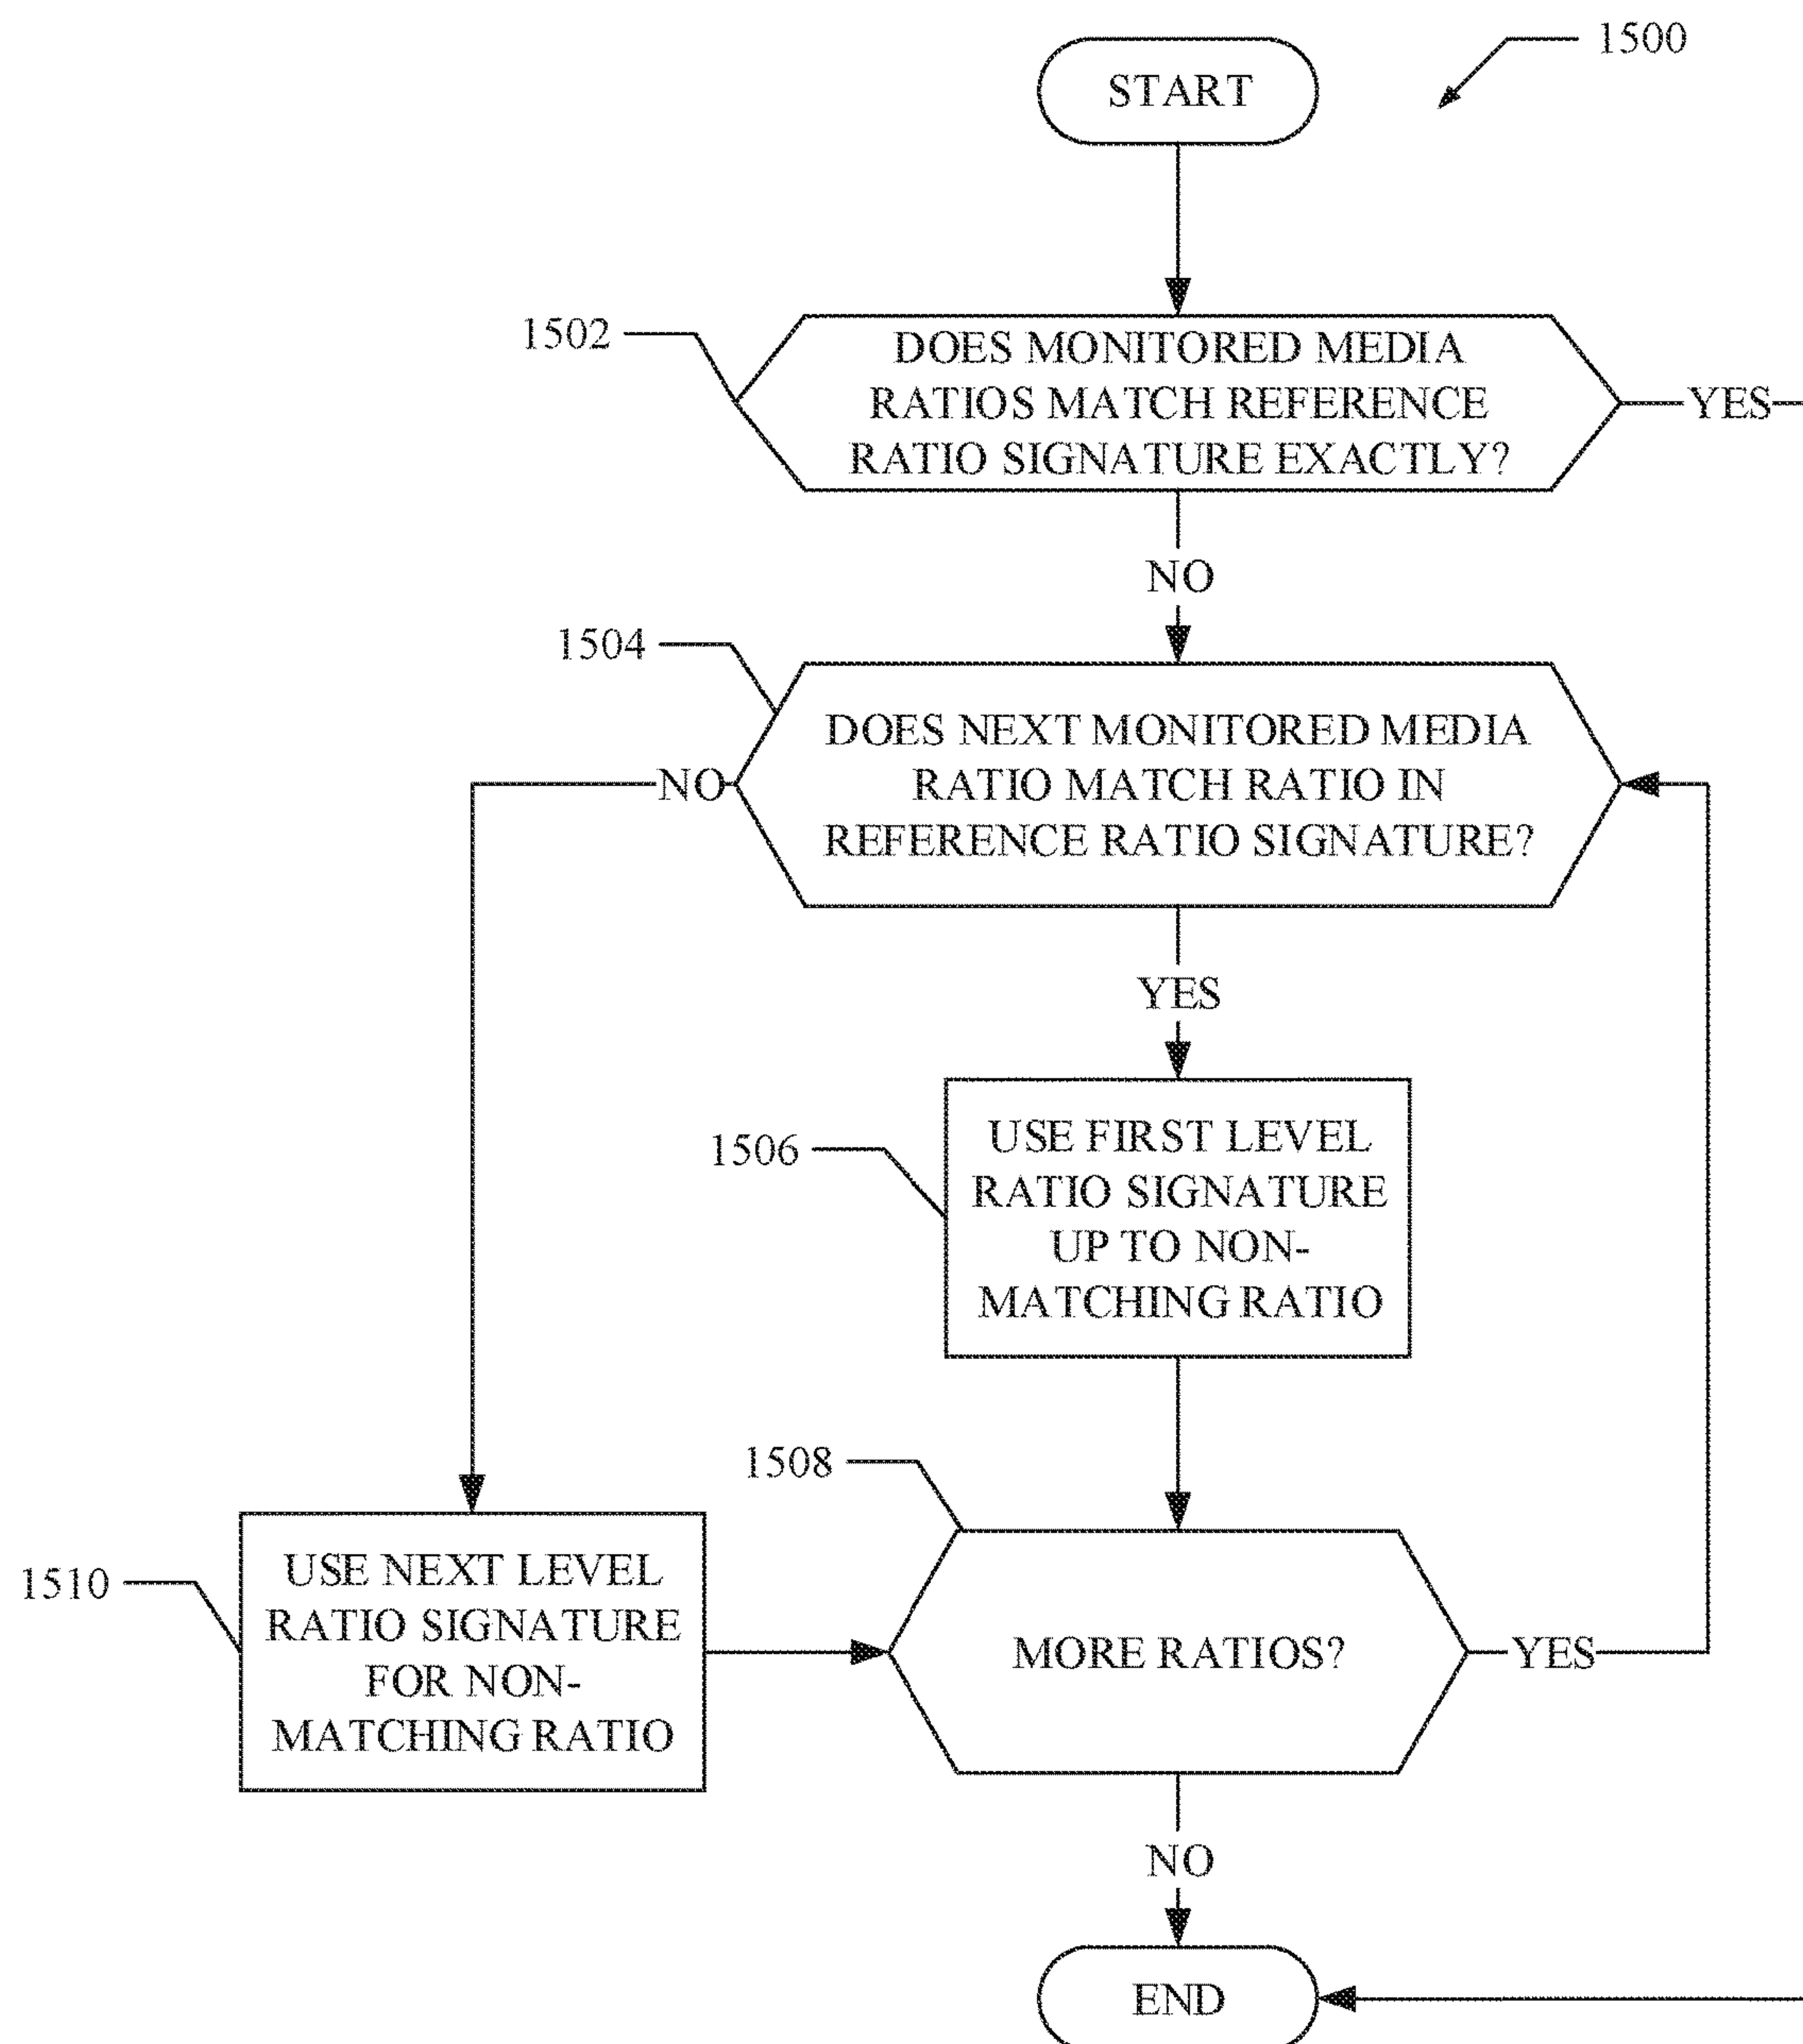 1500
START
1502
DOES MONITORED MEDIA
RATIOS MATCH REFERENCE
RATIO SIGNATURE EXACTLY?
YES
NO
1504
DOES NEXT MONITORED MEDIA
RATIO MATCH RATIO IN
REFERENCE RATIO SIGNATURE?
NO
YES
1506
USE FIRST LEVEL
RATIO SIGNATURE
UP TO NON-
MATCHING RATIO
1508
MORE RATIOS?
YES
1510
USE NEXT LEVEL
RATIO SIGNATURE
FOR NON-
MATCHING RATIO
NO
END